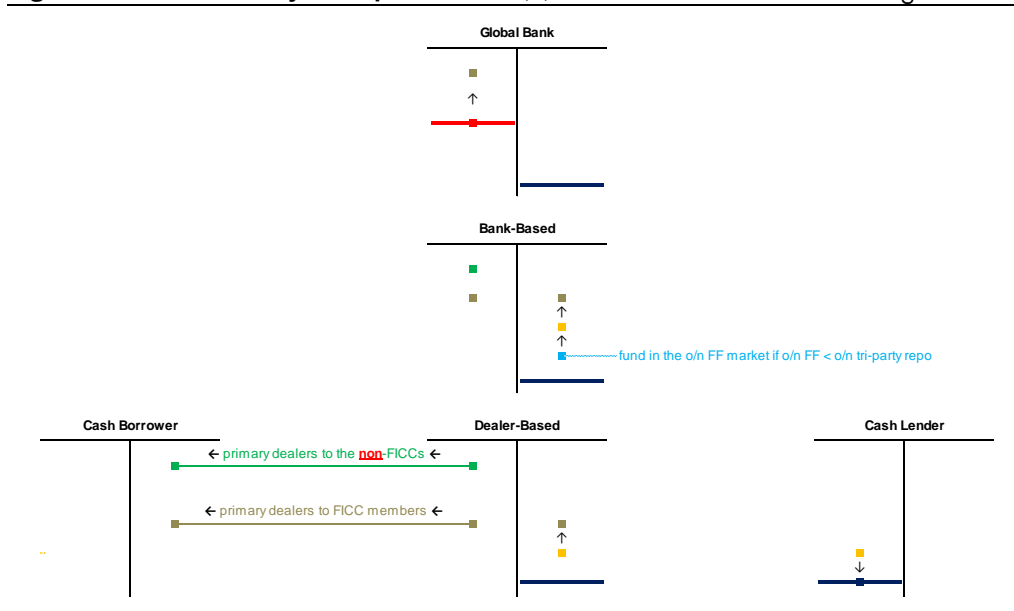 Global Bank
Bank-Based
fund in the o/n FF market if o/n FF < o/n tri-party repo
Cash Borrower
Dealer-Based
Cash Lender
← primary dealers to the non-FICCs ←
← primary dealers to FICC members ←